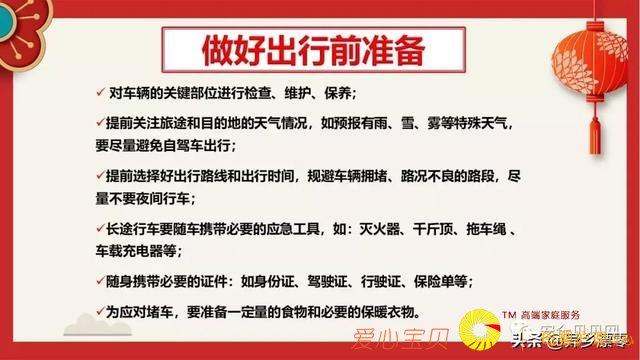 做好出行前准备
✓对车辆的关键部位进行检查、维护、保养；
✓提前关注旅途和目的地的天气情况，如预报有雨、雪、雾等特殊天气，
要尽量避免自驾车出行；
✓提前选择好出行路线和出行时间，规避车辆拥堵、路况不良的路段，尽
量不要夜间行车；
✓长途行车要随车携带必要的应急工具，如：灭火器、千斤顶、拖车绳 、
车载充电器等；
✓随身携带必要的证件：如身份证、驾驶证、行驶证、保险单等；
✓为应对堵车，要准备一定量的食物和必要的保暖衣物。
TM 高端家庭服务
爱心宝贝
头条@异乡漂零